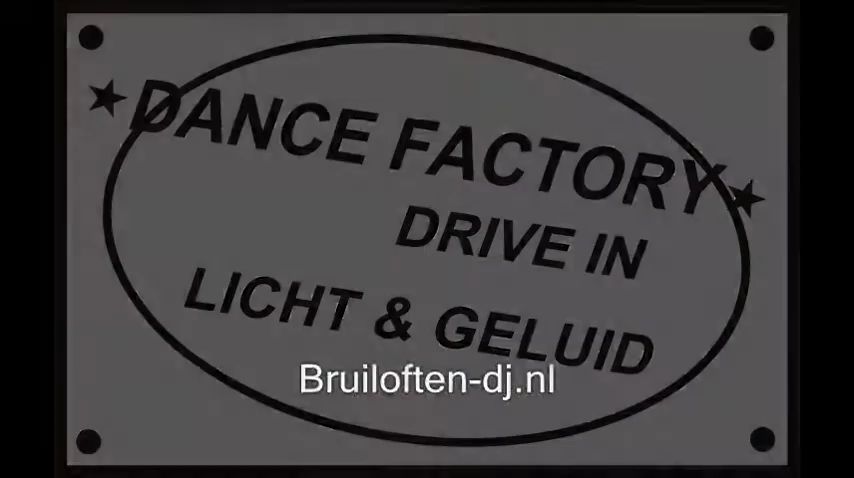 ★DANCE FACTORY★
DRIVE IN
LICHT & GELUID
Bruiloften-dj.nl